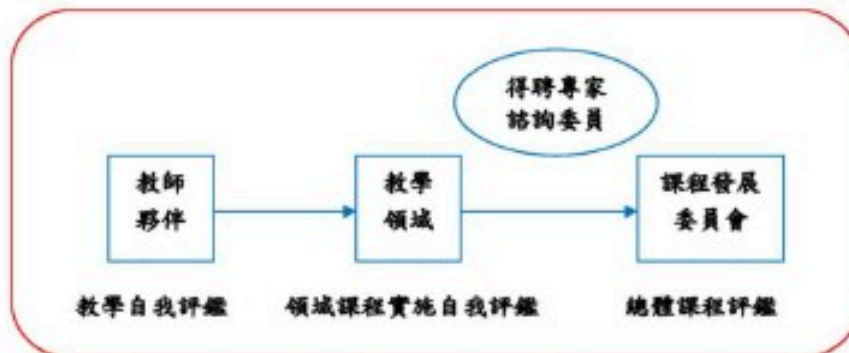 得聘專家
諮詢委員
教師
夥伴
教學
領域
課程發展
委員會
教學自我評鑑
領域課程實施自我評鑑
總體課程評鑑